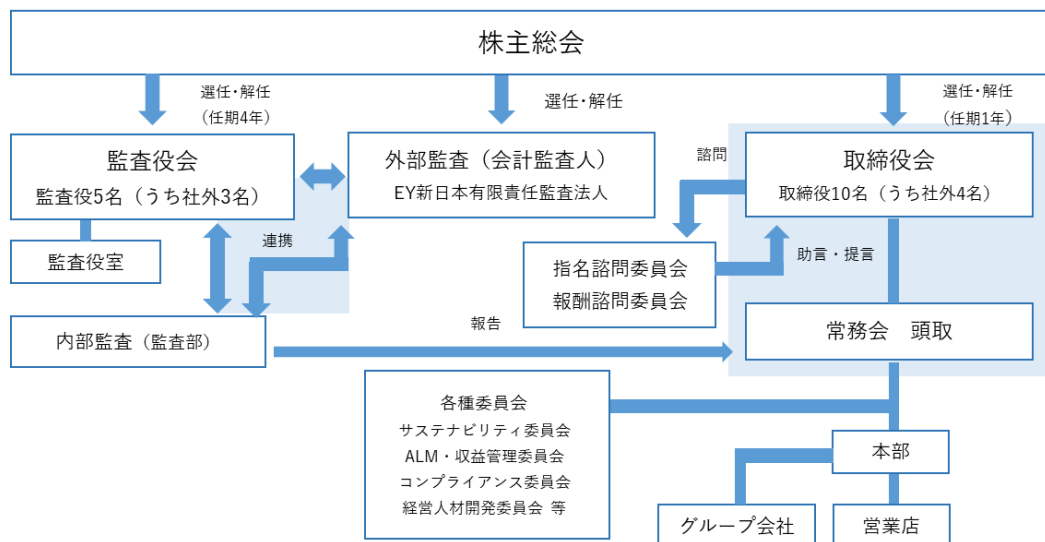 株主総会
選任・解任
(任期4年)
選任・解任
選任・解任
(任期1年)
監査役会
監査役5名（うち社外3名）
外部監査（会計監査人）
EY新日本有限責任監査法人
諮問
取締役会
取締役10名（うち社外4名）
監査役室
連携
指名諮問委員会
報酬諮問委員会
助言・提言
内部監査（監査部）
報告
常務会　頭取
各種委員会
サステナビリティ委員会
ALM・収益管理委員会
コンプライアンス委員会
経営人材開発委員会 等
本部
グループ会社
営業店